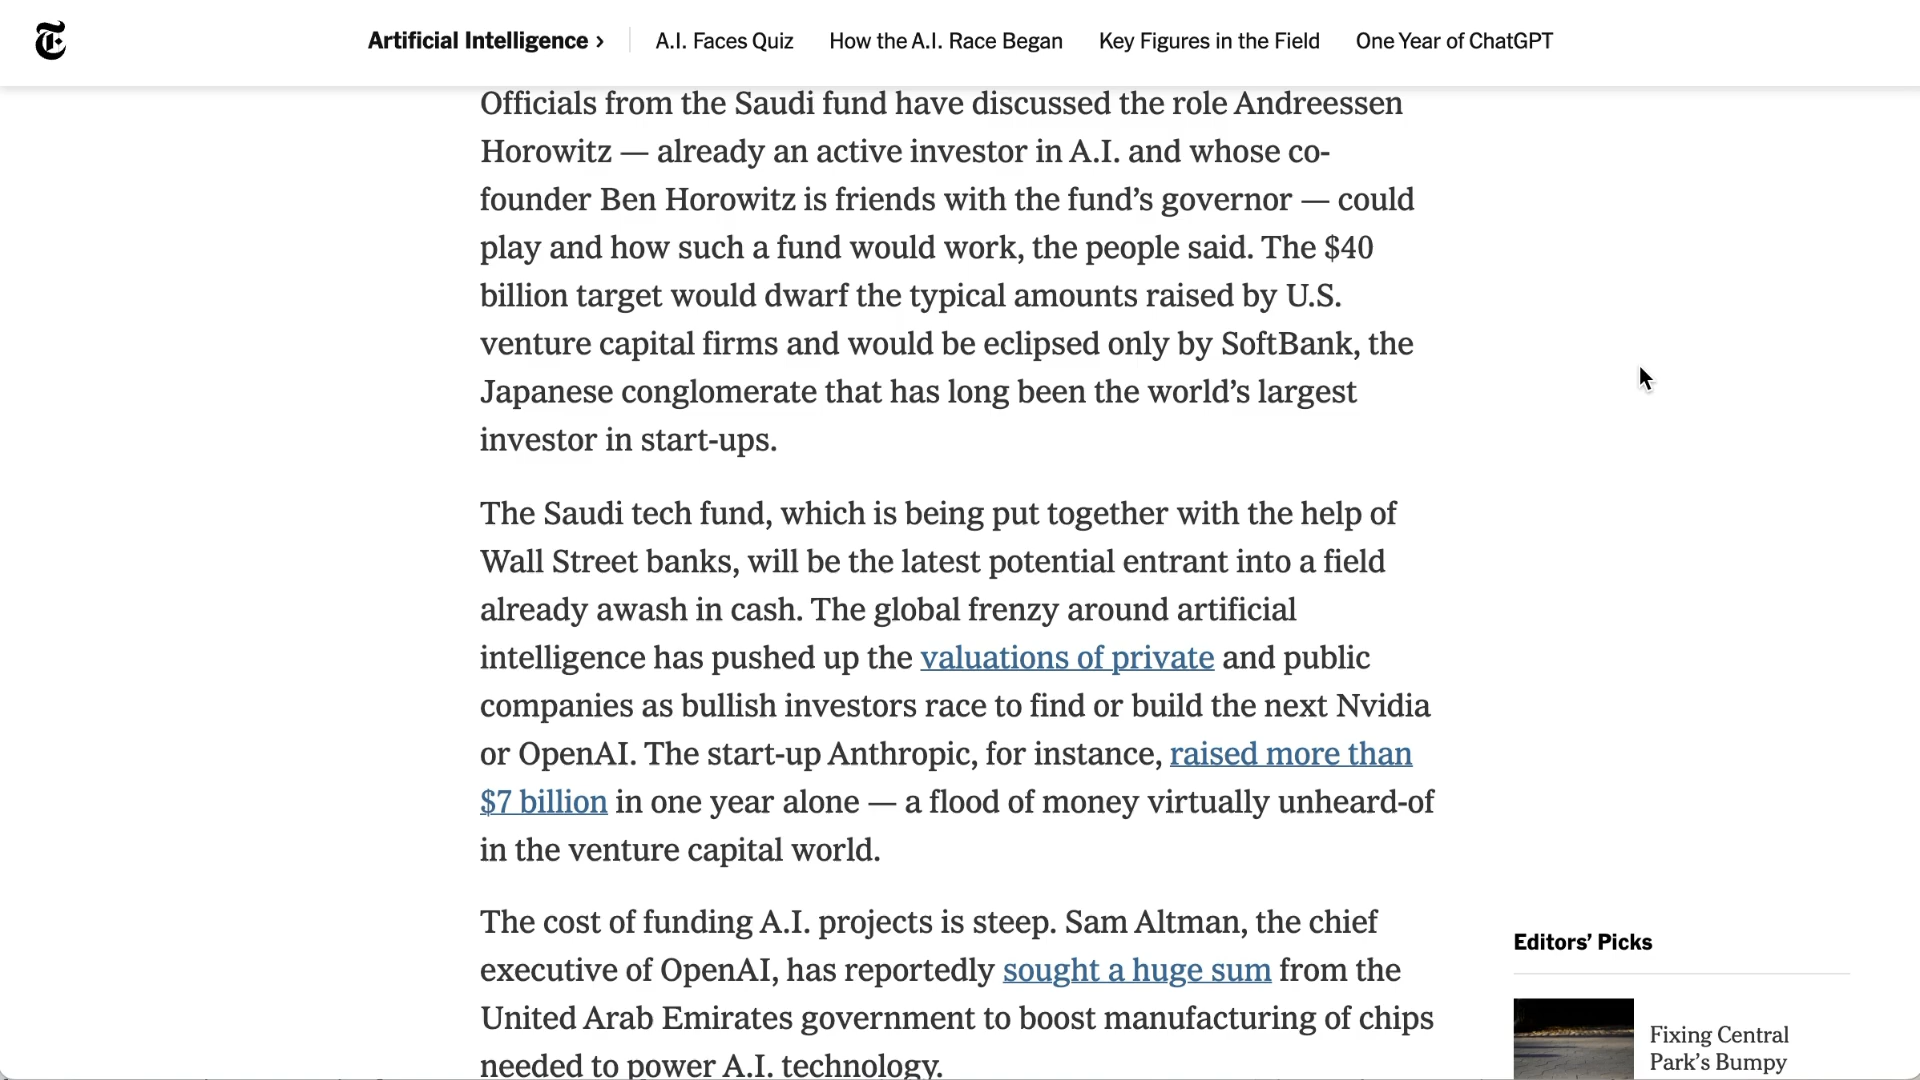 Artificial Intelligence ›
A.I. Faces Quiz
How the A.I. Race Began
Key Figures in the Field
One Year of ChatGPT
Officials from the Saudi fund have discussed the role Andreessen
Horowitz — already an active investor in A.I. and whose co-
founder Ben Horowitz is friends with the fund’s governor — could
play and how such a fund would work, the people said. The $40
billion target would dwarf the typical amounts raised by U.S.
venture capital firms and would be eclipsed only by SoftBank, the
Japanese conglomerate that has long been the world’s largest
investor in start-ups.
The Saudi tech fund, which is being put together with the help of
Wall Street banks, will be the latest potential entrant into a field
already awash in cash. The global frenzy around artificial
intelligence has pushed up the valuations of private and public
companies as bullish investors race to find or build the next Nvidia
or OpenAI. The start-up Anthropic, for instance, raised more than
$7 billion in one year alone — a flood of money virtually unheard-of
in the venture capital world.
The cost of funding A.I. projects is steep. Sam Altman, the chief
executive of OpenAI, has reportedly sought a huge sum from the
United Arab Emirates government to boost manufacturing of chips
needed to power A.I. technology.
Editors’ Picks
Fixing Central
Park’s Bumpy